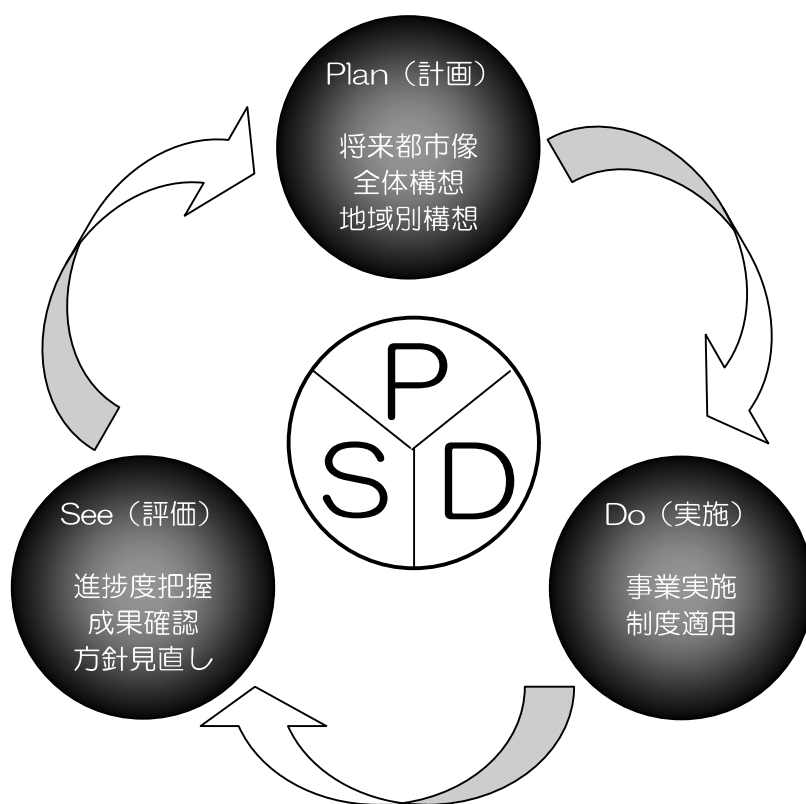 Plan（計画）
将来都市像
全体構想
地域別構想
P
S
D
See（評価）
進捗度把握
成果確認
方針見直し
Do（実施）
事業実施
制度適用